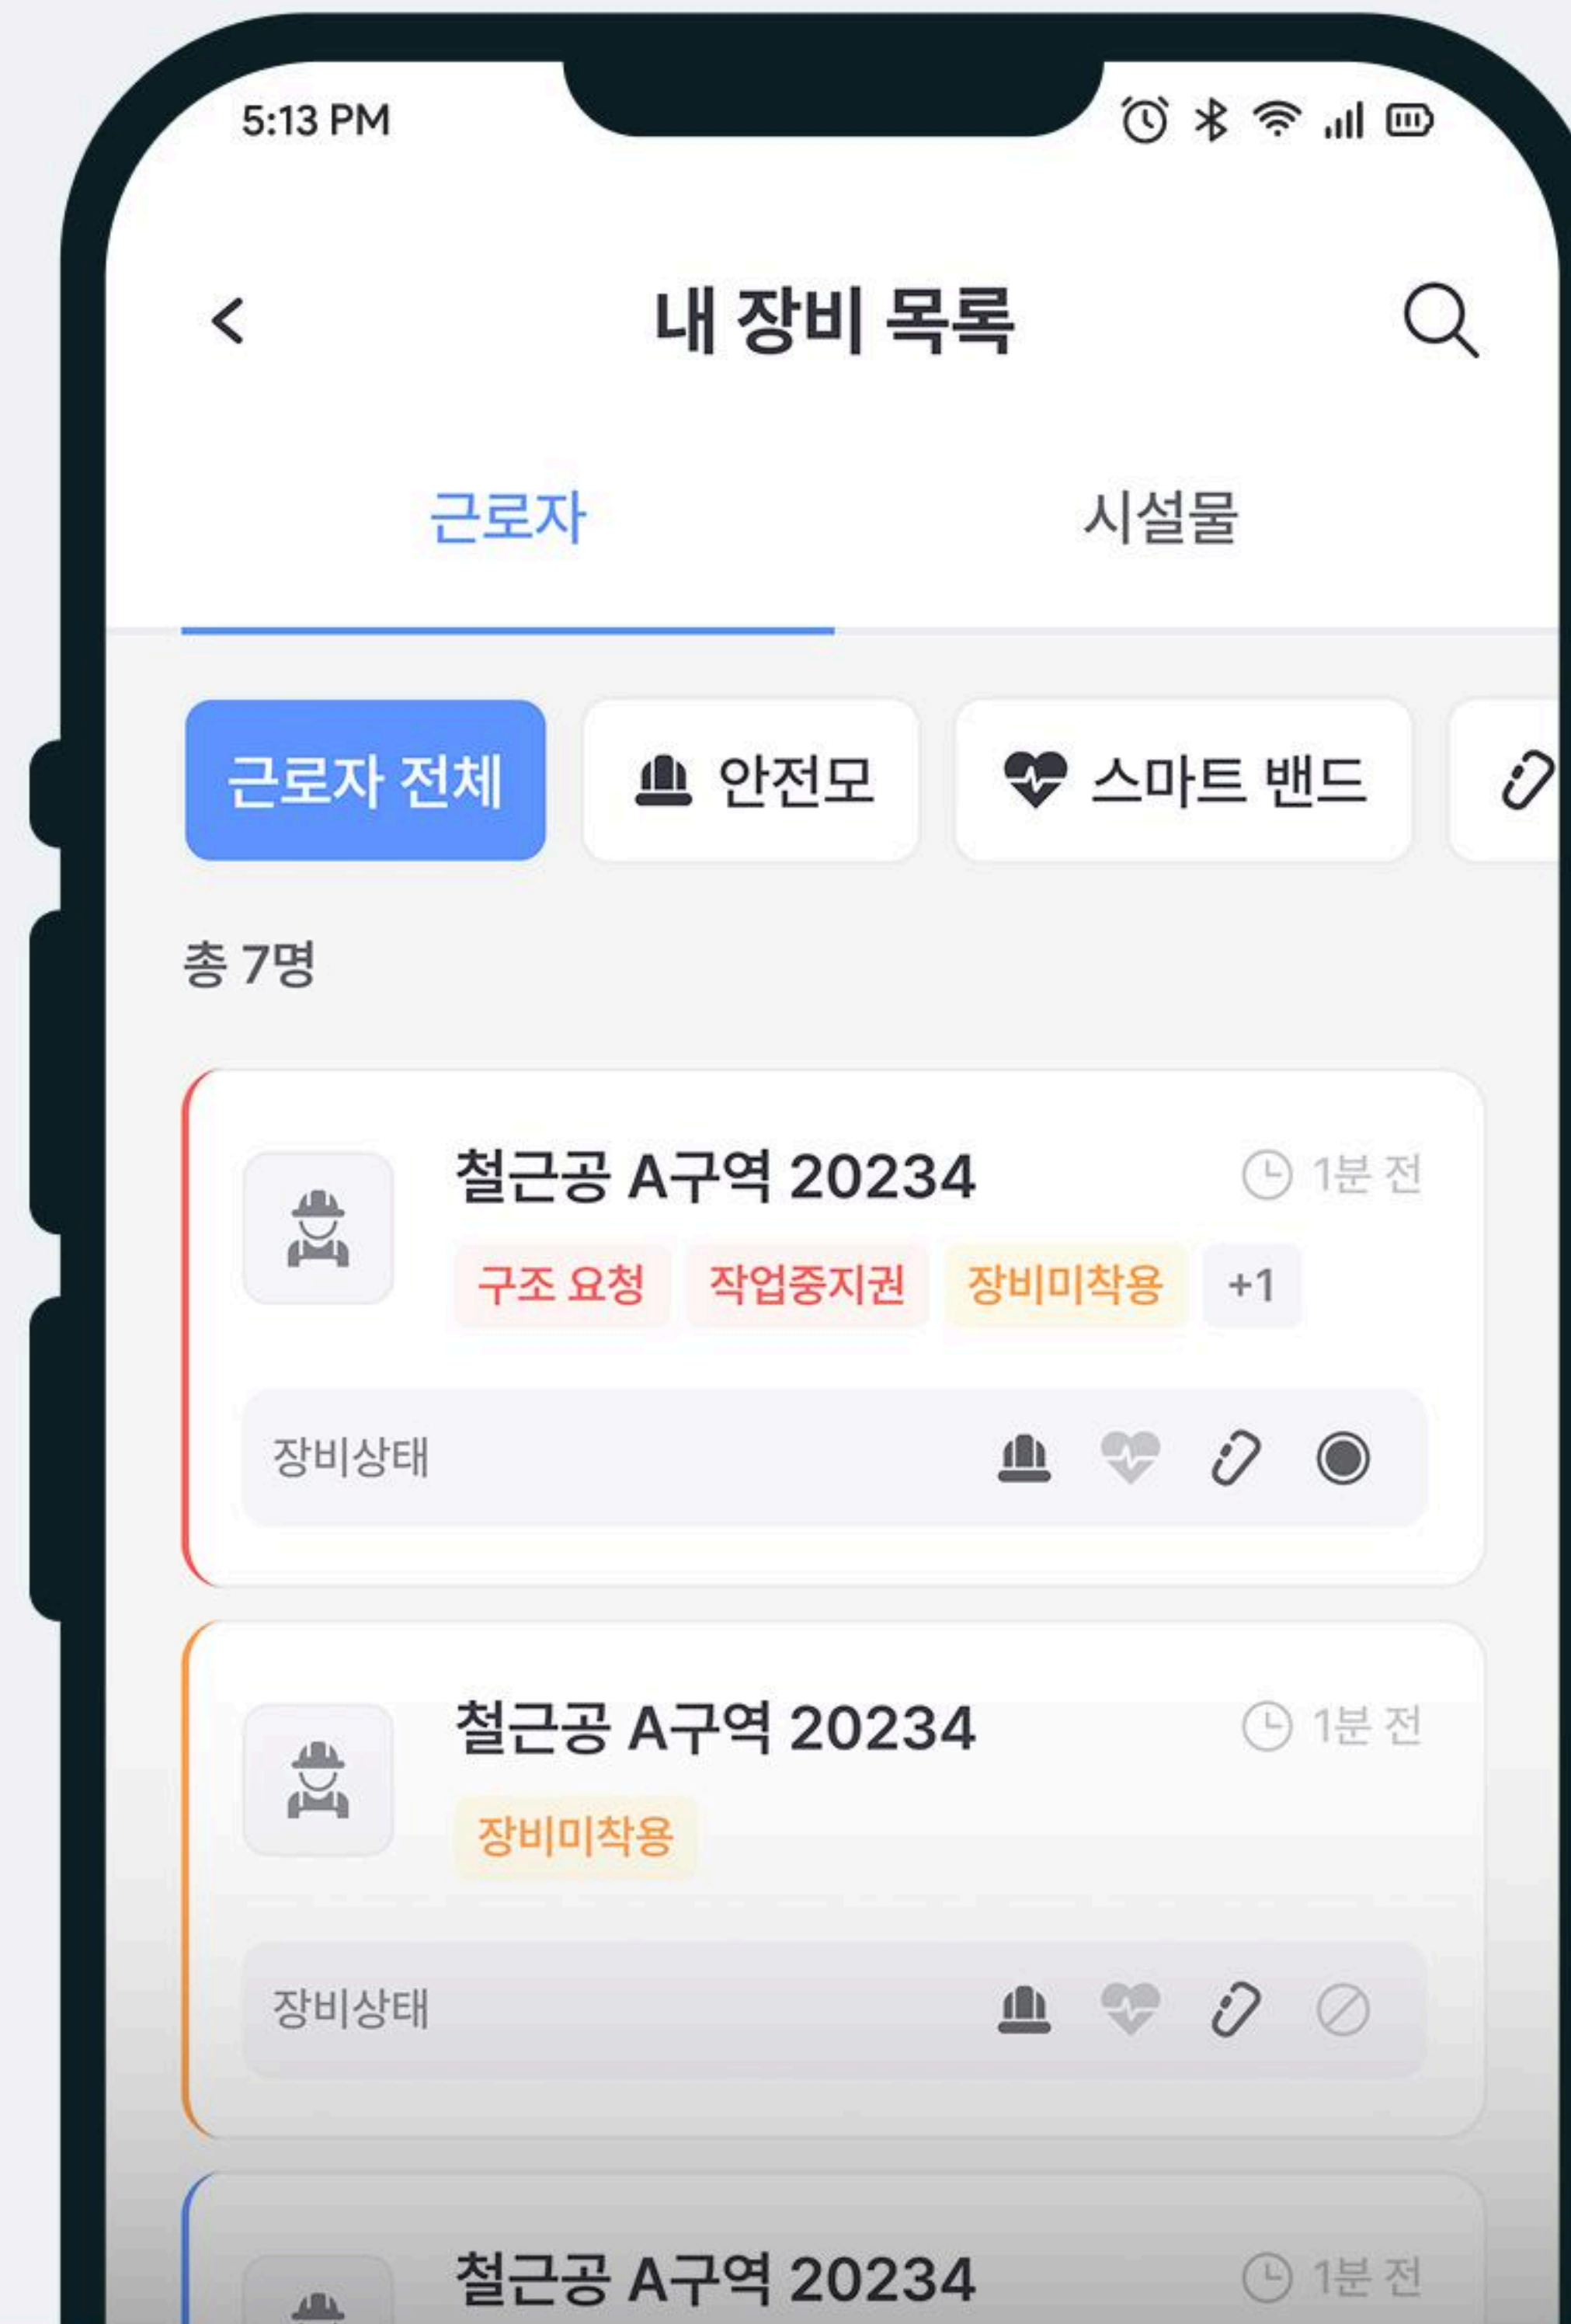 5:13 PM
내 장비 목록
근로자 시설물
근로자 전체 안전모 스마트 밴드
총 7명
철근공 A구역 20234 1분 전
구조 요청 작업중지권 장비미착용 +1
장비상태
철근공 A구역 20234 1분 전
장비미착용
장비상태
철근공 A구역 20234 1분 전